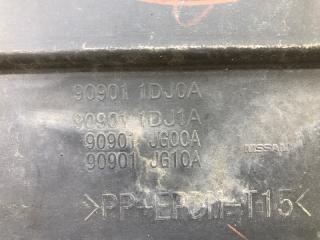 90901 1DJ0A
90901 1DJ1A
90901 JG00A
90901 JG10A
NISSAN
>PP+EPDM-T15<